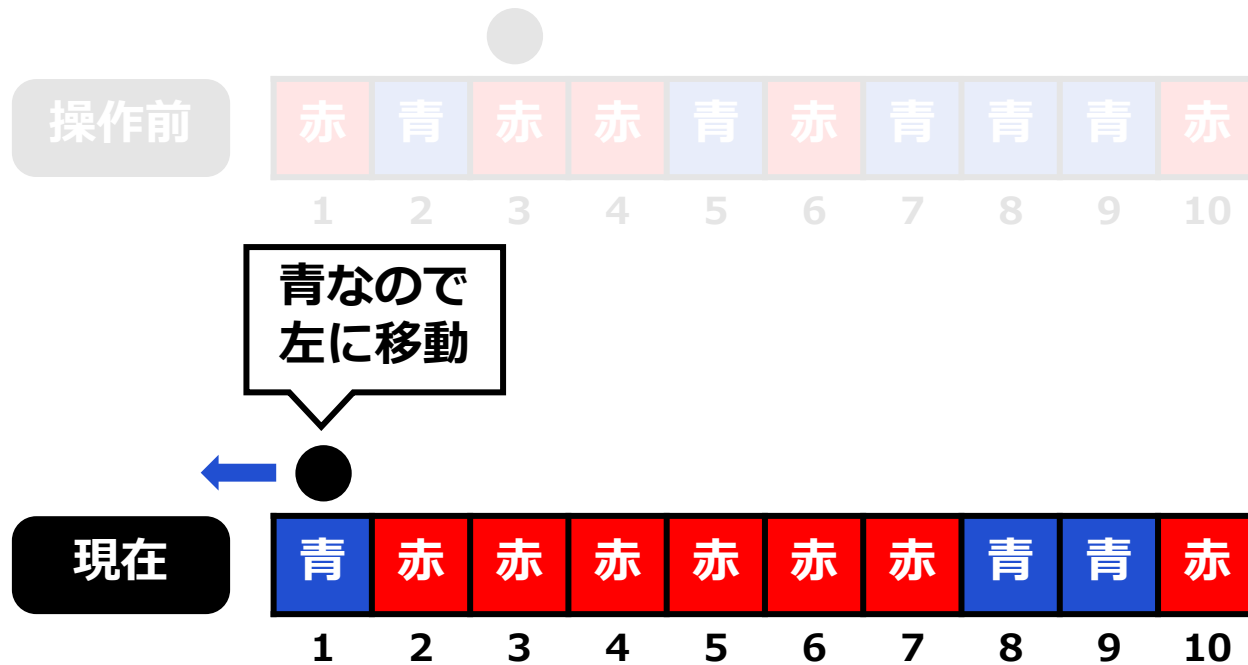 操作前 赤 青 赤 赤 青 赤 青 青 青 赤
1 2 3 4 5 6 7 8 9 10
青なので
左に移動
現在 青 赤 赤 赤 赤 赤 赤 青 青 赤
1 2 3 4 5 6 7 8 9 10